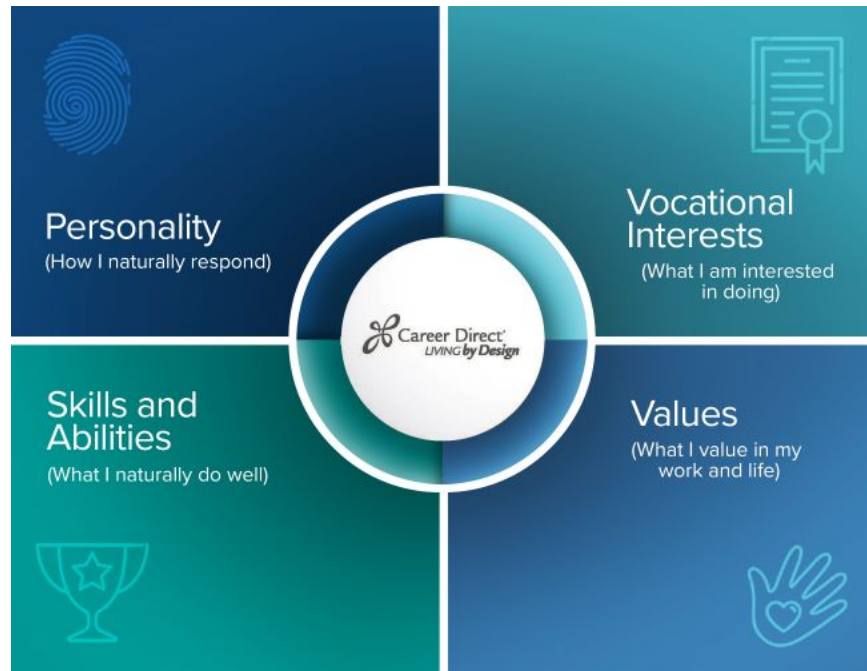 Personality
(How I naturally respond)
Vocational
Interests
(What I am interested
in doing)
Career Direct®
LIVING by Design
Skills and
Abilities
(What I naturally do well)
Values
(What I value in my
work and life)